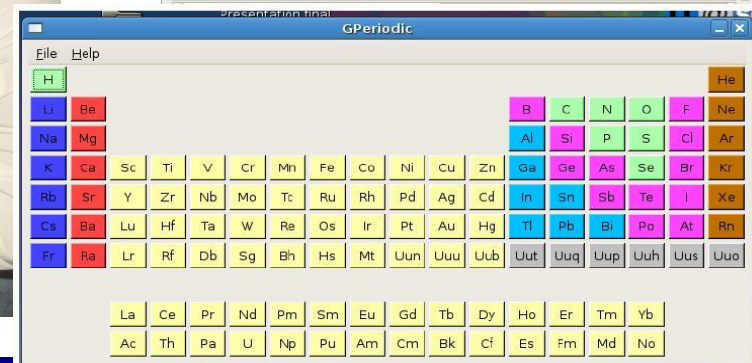 Presentation final
GPeriodic
File Help
H He
Li Be B C N O F Ne
Na Mg Al Si P S Cl Ar
K Ca Sc Ti V Cr Mn Fe Co Ni Cu Zn Ga Ge As Se Br Kr
Rb Sr Y Zr Nb Mo Tc Ru Rh Pd Ag Cd In Sn Sb Te I Xe
Cs Ba Lu Hf Ta W Re Os Ir Pt Au Hg Tl Pb Bi Po At Rn
Fr Ra Lr Rf Db Sg Bh Hs Mt Uun Uuu Uub Uut Uuq Uup Uuh Uus Uuo
La Ce Pr Nd Pm Sm Eu Gd Tb Dy Ho Er Tm Yb
Ac Th Pa U Np Pu Am Cm Bk Cf Es Fm Md No